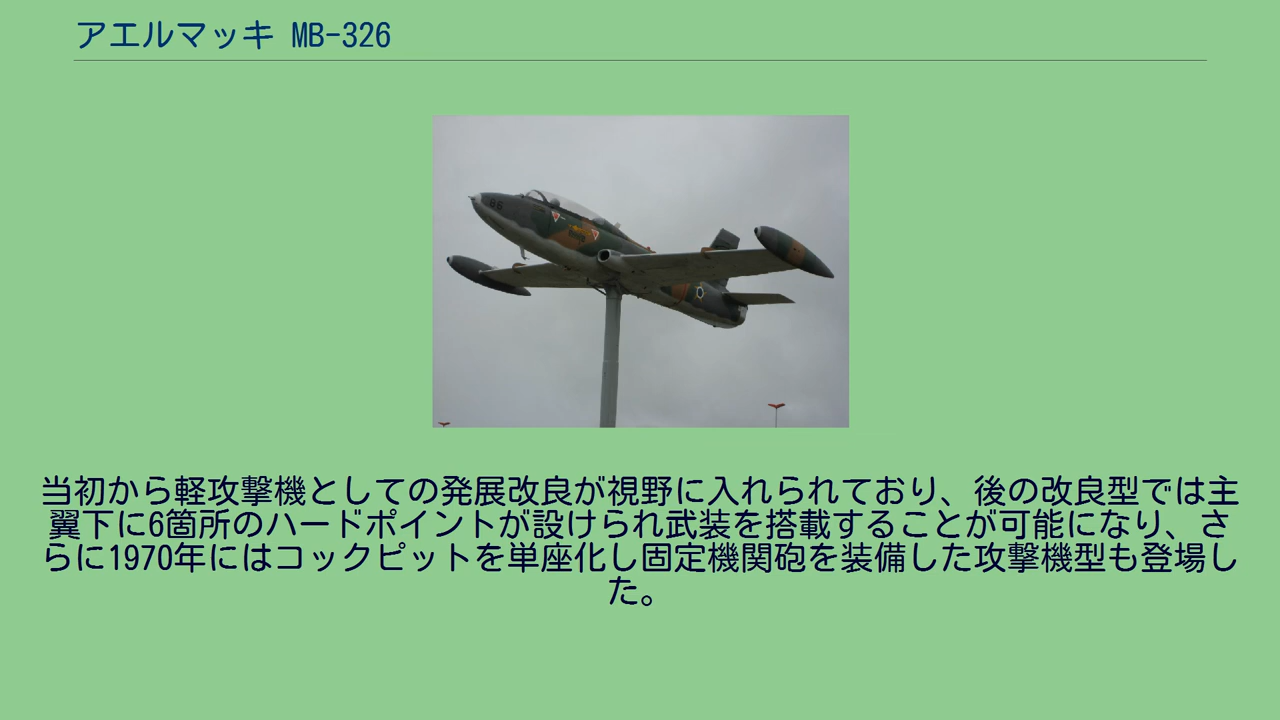 アエルマッキ MB-326
当初から軽攻撃機としての発展改良が視野に入れられており、後の改良型では主
翼下に6箇所のハードポイントが設けられ武装を搭載することが可能になり、さ
らに1970年にはコックピットを単座化し固定機関砲を装備した攻撃機型も登場し
た。